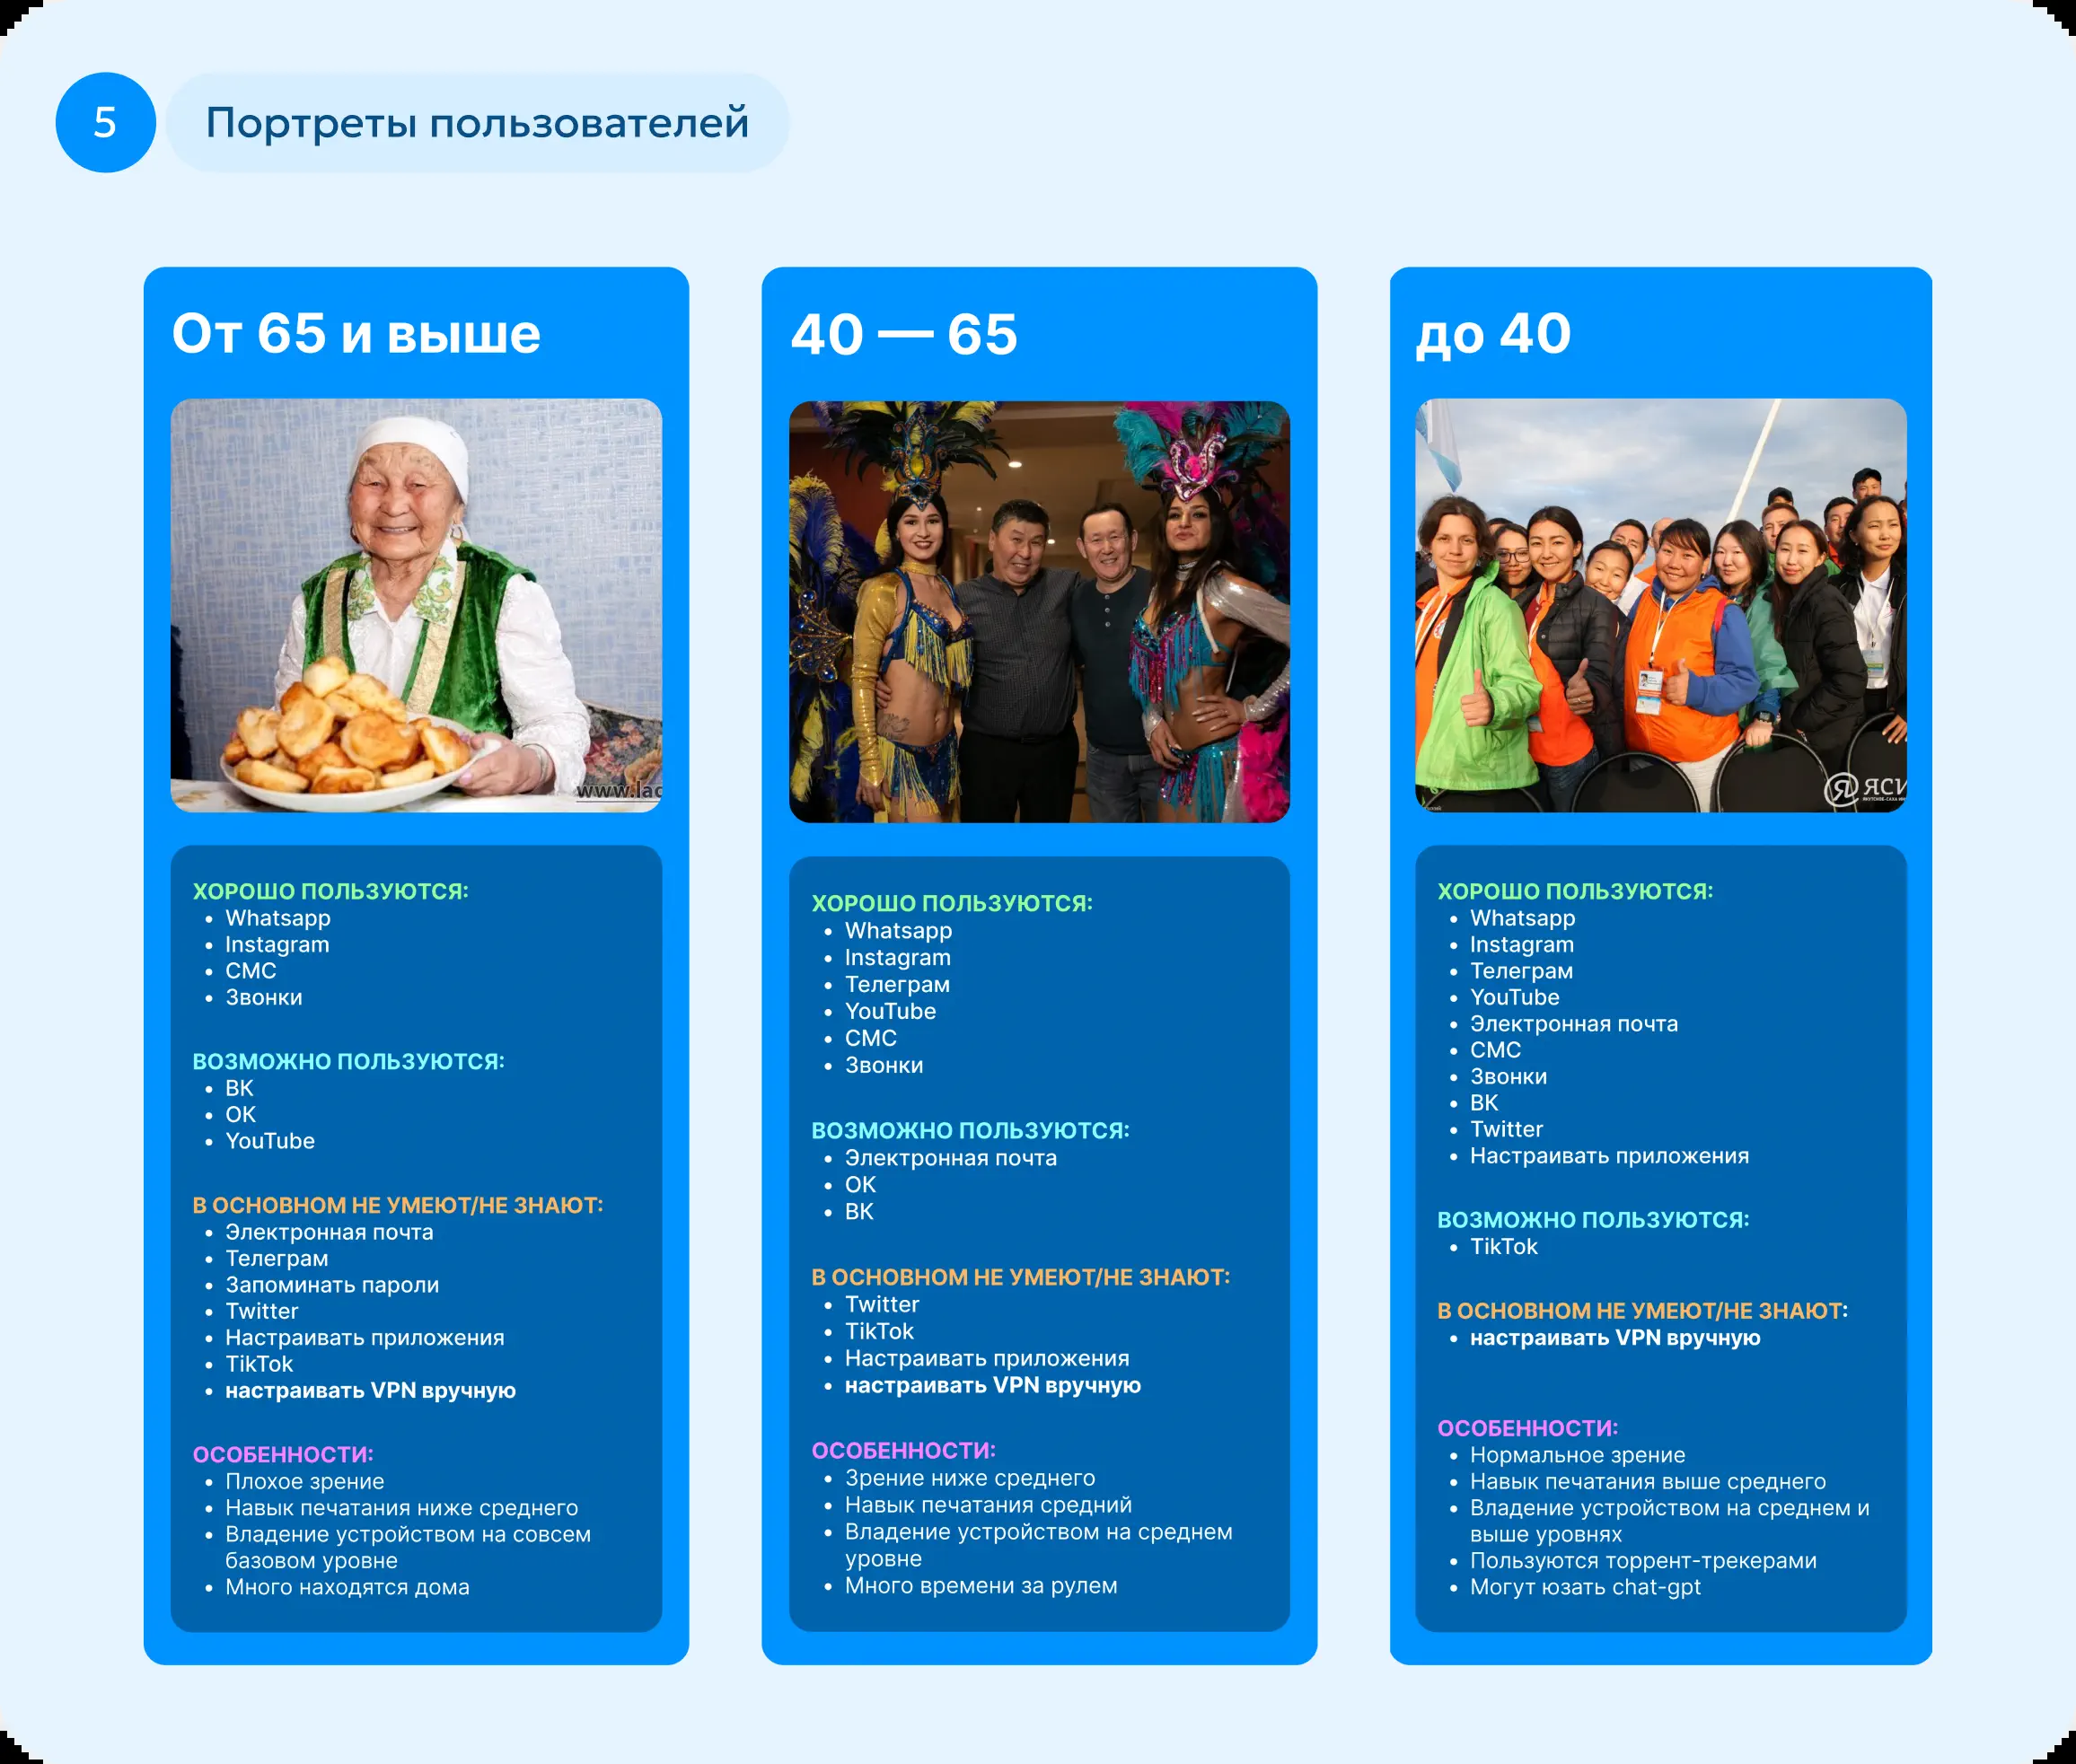 5
Портреты пользователей
От 65 и выше
www.lad
ХОРОШО ПОЛЬЗУЮТСЯ:
• Whatsapp
• Instagram
• СМС
• Звонки
ВОЗМОЖНО ПОЛЬЗУЮТСЯ:
• ВК
• ОК
• YouTube
В ОСНОВНОМ НЕ УМЕЮТ/НЕ ЗНАЮТ:
• Электронная почта
• Телеграм
• Запоминать пароли
• Twitter
• Настраивать приложения
• TikTok
• настраивать VPN вручную
ОСОБЕННОСТИ:
• Плохое зрение
• Навык печатания ниже среднего
• Владение устройством на совсем
базовом уровне
• Много находятся дома
40 — 65
ХОРОШО ПОЛЬЗУЮТСЯ:
• Whatsapp
• Instagram
• Телеграм
• YouTube
• СМС
• Звонки
ВОЗМОЖНО ПОЛЬЗУЮТСЯ:
• Электронная почта
• ОК
• ВК
В ОСНОВНОМ НЕ УМЕЮТ/НЕ ЗНАЮТ:
• Twitter
• TikTok
• Настраивать приложения
• настраивать VPN вручную
ОСОБЕННОСТИ:
• Зрение ниже среднего
• Навык печатания средний
• Владение устройством на среднем
уровне
• Много времени за рулем
до 40
ЯСИ
ХОРОШО ПОЛЬЗУЮТСЯ:
• Whatsapp
• Instagram
• Телеграм
• YouTube
• Электронная почта
• СМС
• Звонки
• ВК
• Twitter
• Настраивать приложения
ВОЗМОЖНО ПОЛЬЗУЮТСЯ:
• TikTok
В ОСНОВНОМ НЕ УМЕЮТ/НЕ ЗНАЮТ:
• настраивать VPN вручную
ОСОБЕННОСТИ:
• Нормальное зрение
• Навык печатания выше среднего
• Владение устройством на среднем и
выше уровнях
• Пользуются торрент-трекерами
• Могут юзать chat-gpt